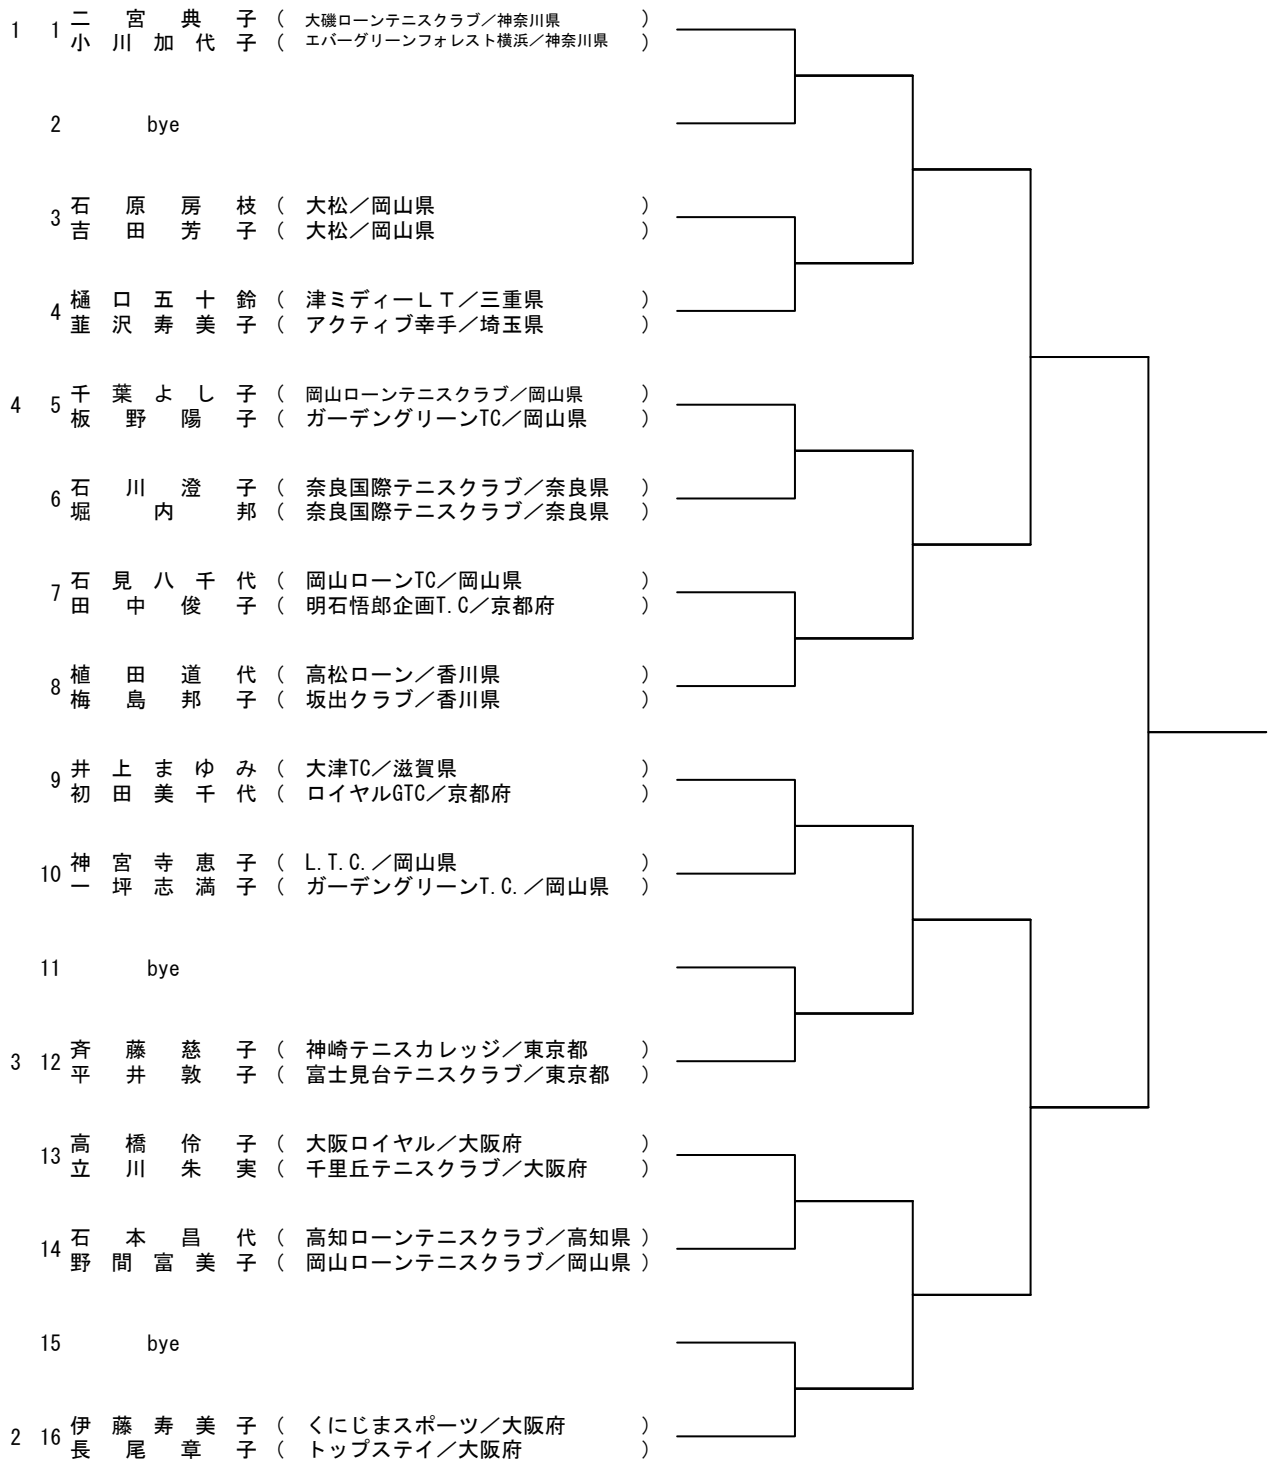 1 1 二宮典子 ( 大磯ローンテニスクラブ／神奈川県 )
小川加代子 ( エバーグリーンフォレスト横浜／神奈川県 )
2 bye
3 石原房枝 ( 大松／岡山県 )
吉田芳子 ( 大松／岡山県 )
4 樋口五十鈴 ( 津ミディーＬＴ／三重県 )
韮沢寿美子 ( アクティブ幸手／埼玉県 )
4 5 千葉よし子 ( 岡山ローンテニスクラブ／岡山県 )
板野陽子 ( ガーデングリーンTC／岡山県 )
6 石川澄子 ( 奈良国際テニスクラブ／奈良県 )
堀内邦 ( 奈良国際テニスクラブ／奈良県 )
7 石見八千代 ( 岡山ローンTC／岡山県 )
田中俊子 ( 明石悟郎企画T.C／京都府 )
8 植田道代 ( 高松ローン／香川県 )
梅島邦子 ( 坂出クラブ／香川県 )
9 井上まゆみ ( 大津TC／滋賀県 )
初田美千代 ( ロイヤルGTC／京都府 )
10 神宮寺恵子 ( L.T.C.／岡山県 )
一坪志満子 ( ガーデングリーンT.C.／岡山県 )
11 bye
3 12 斉藤慈子 ( 神崎テニスカレッジ／東京都 )
平井敦子 ( 富士見台テニスクラブ／東京都 )
13 高橋伶子 ( 大阪ロイヤル／大阪府 )
立川朱実 ( 千里丘テニスクラブ／大阪府 )
14 石本昌代 ( 高知ローンテニスクラブ／高知県 )
野間富美子 ( 岡山ローンテニスクラブ／岡山県 )
15 bye
2 16 伊藤寿美子 ( くにじまスポーツ／大阪府 )
長尾章子 ( トップステイ／大阪府 )